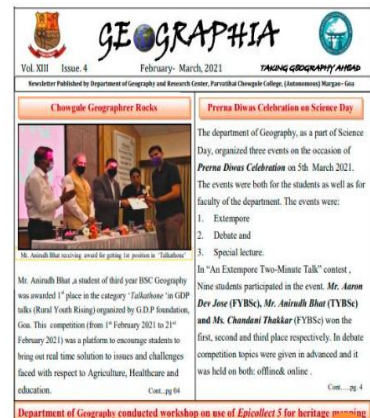 GEOGRAPHIA
TAKING GEOGRAPHY AHEAD
Vol. XIII Issue. 4 February- March, 2021
Newsletter Published by Department of Geography and Research Center, Parvatibai Chowgule College, (Autonomous) Margao - Goa
Chowgule Geographrer Rocks
Mr. Anirudh Bhat receiving award for getting 1st position in 'Talkathone'
Mr. Anirudh Bhat ,a student of third year BSC Geography
was awarded 1st place in the category 'Talkathone 'in GDP
talks (Rural Youth Rising) organized by G.D.P foundation,
Goa. This competition (from 1st February 2021 to 21st
February 2021) was a platform to encourage students to
bring out real time solution to issues and challenges
faced with respect to Agriculture, Healthcare and
education. Cont..pg 04
Prerna Diwas Celebration on Science Day
The department of Geography, as a part of Science
Day, organized three events on the occasion of
Prerna Diwas Celebration on 5th March 2021.
The events were both for the students as well as for
faculty of the department. The events were:
1. Extempore
2. Debate and
3. Special lecture.
In "An Extempore Two-Minute Talk" contest ,
Nine students participated in the event. Mr. Aaron
Dev Jose (FYBSc), Mr. Anirudh Bhat (TYBSc)
and Ms. Chandani Thakkar (FYBSc) won the
first, second and third place respectively. In debate
competition topics were given in advanced and it
was held on both: offline& online .
Cont.....pg. 4
Department of Geography conducted workshop on use of Epicollect 5 for heritage mapping